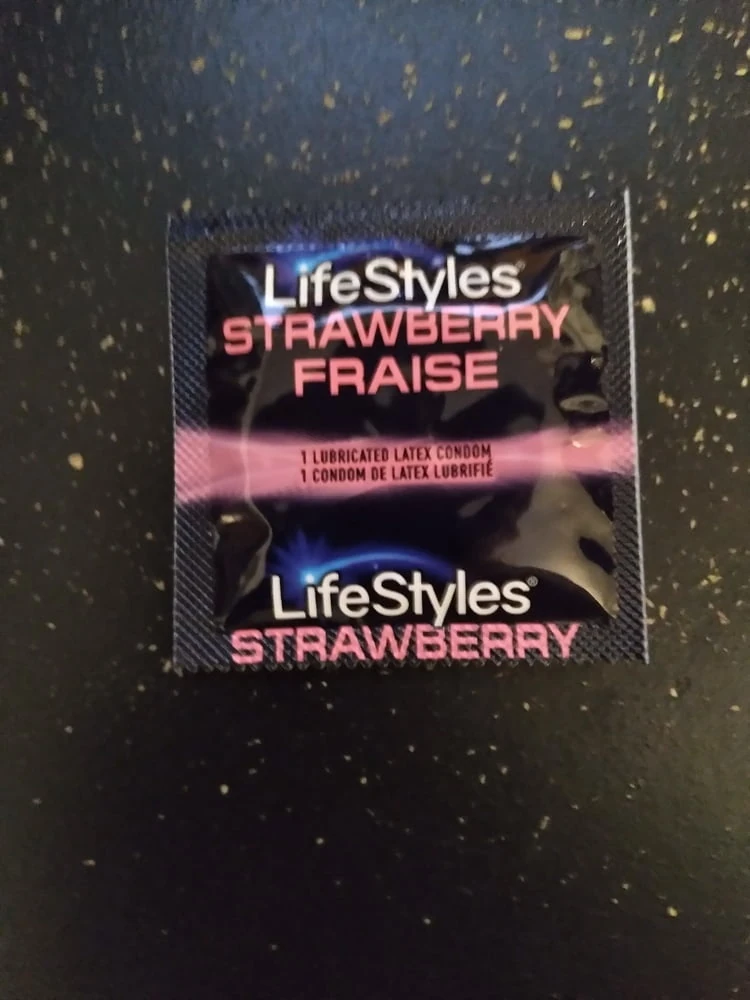 LifeStyles®
STRAWBERRY
FRAISE
1 LUBRICATED LATEX CONDOM
1 CONDOM DE LATEX LUBRIFIÉ
LifeStyles®
STRAWBERRY